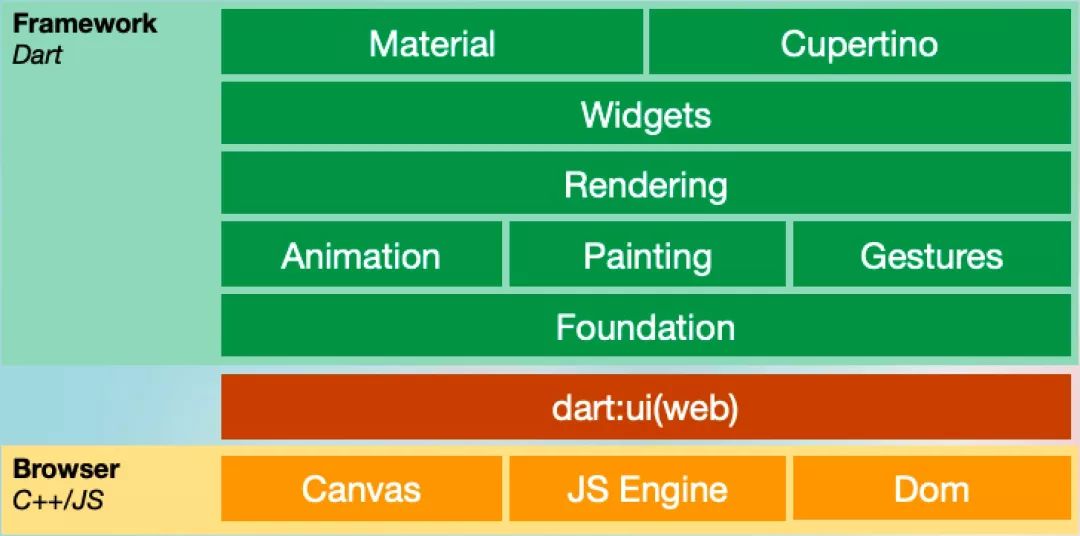 Framework
Dart
Material
Cupertino
Widgets
Rendering
Animation
Painting
Gestures
Foundation
dart:ui(web)
Browser
C++/JS
Canvas
JS Engine
Dom